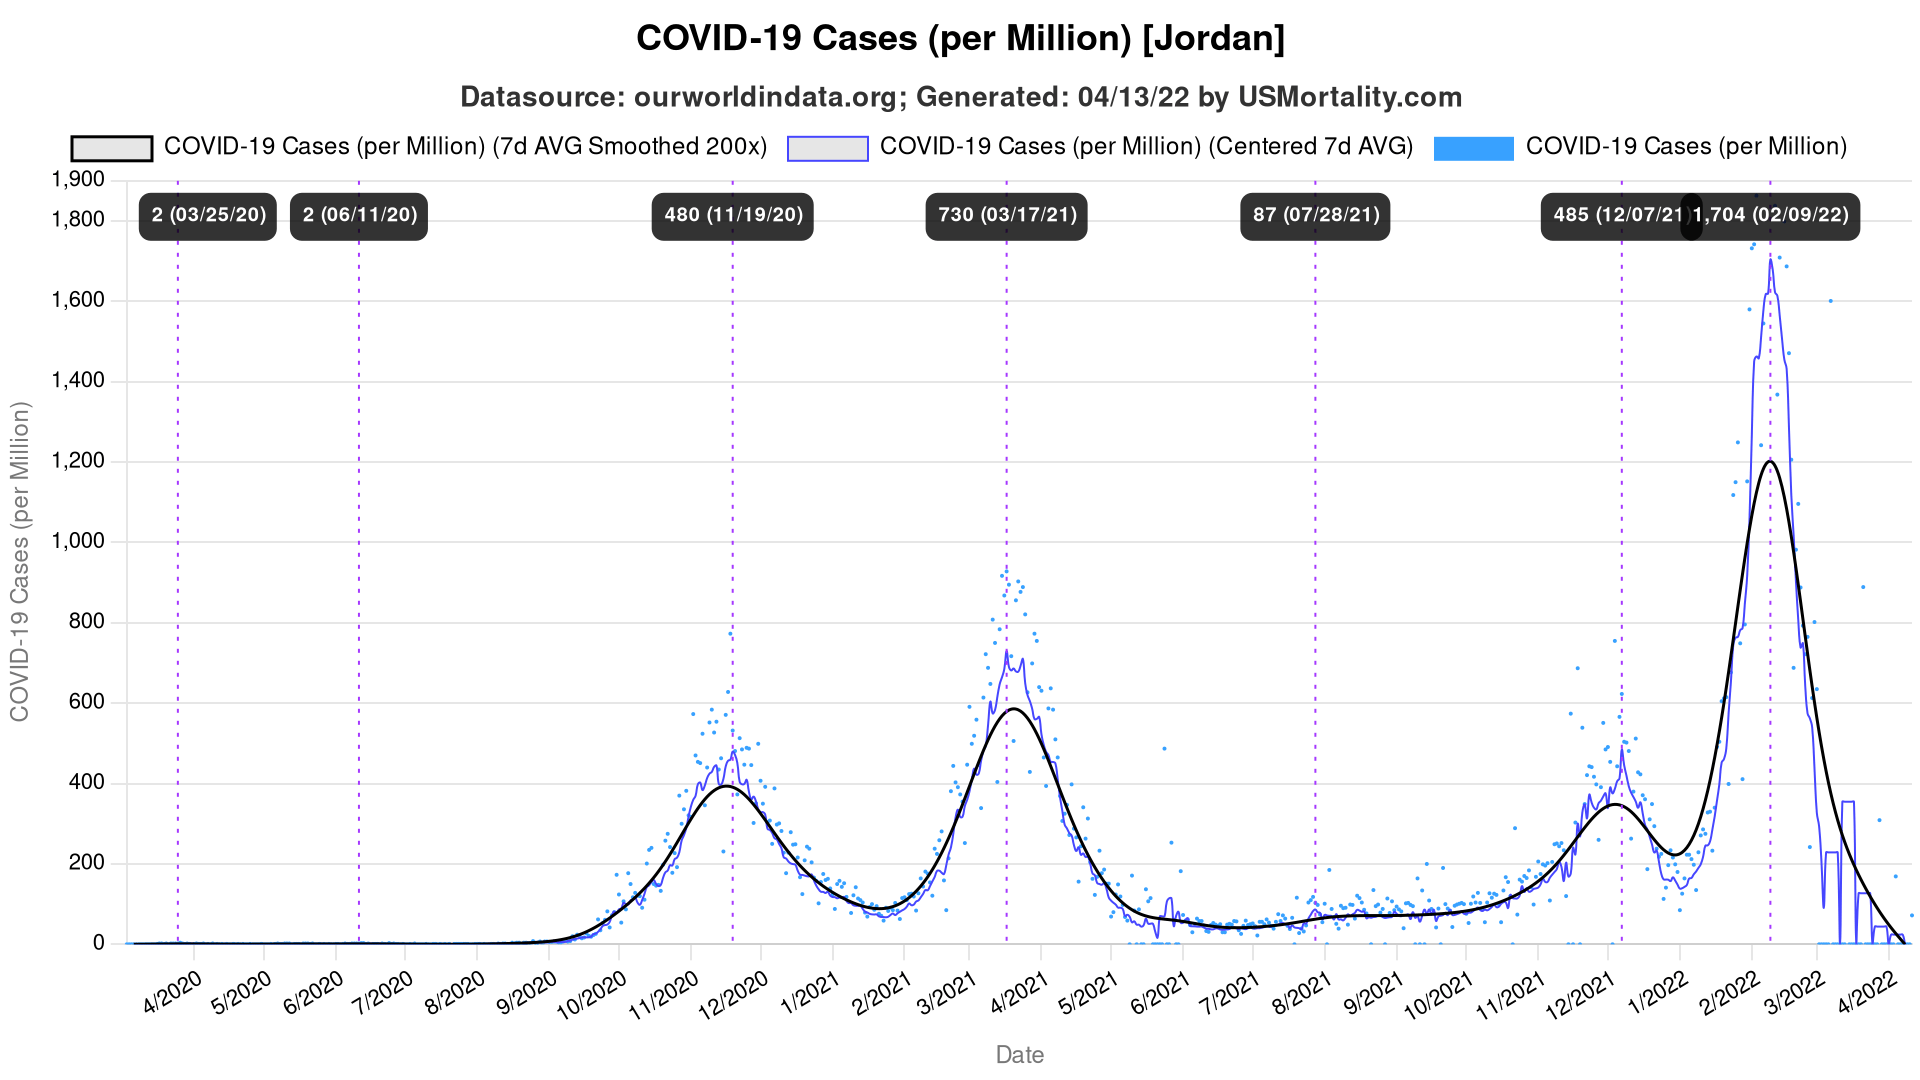 COVID-19 Cases (per Million) [Jordan]
Datasource: ourworldindata.org; Generated: 04/13/22 by USMortality.com
COVID-19 Cases (per Million) (7d AVG Smoothed 200x) COVID-19 Cases (per Million) (Centered 7d AVG) COVID-19 Cases (per Million)
2 (03/25/20) 2 (06/11/20) 480 (11/19/20) 730 (03/17/21) 87 (07/28/21) 485 (12/07/21) 1,704 (02/09/22)
COVID-19 Cases (per Million)
1,900
1,800
1,600
1,400
1,200
1,000
800
600
400
200
0
4/2020 5/2020 6/2020 7/2020 8/2020 9/2020 10/2020 11/2020 12/2020 1/2021 2/2021 3/2021 4/2021 5/2021 6/2021 7/2021 8/2021 9/2021 10/2021 11/2021 12/2021 1/2022 2/2022 3/2022 4/2022
Date